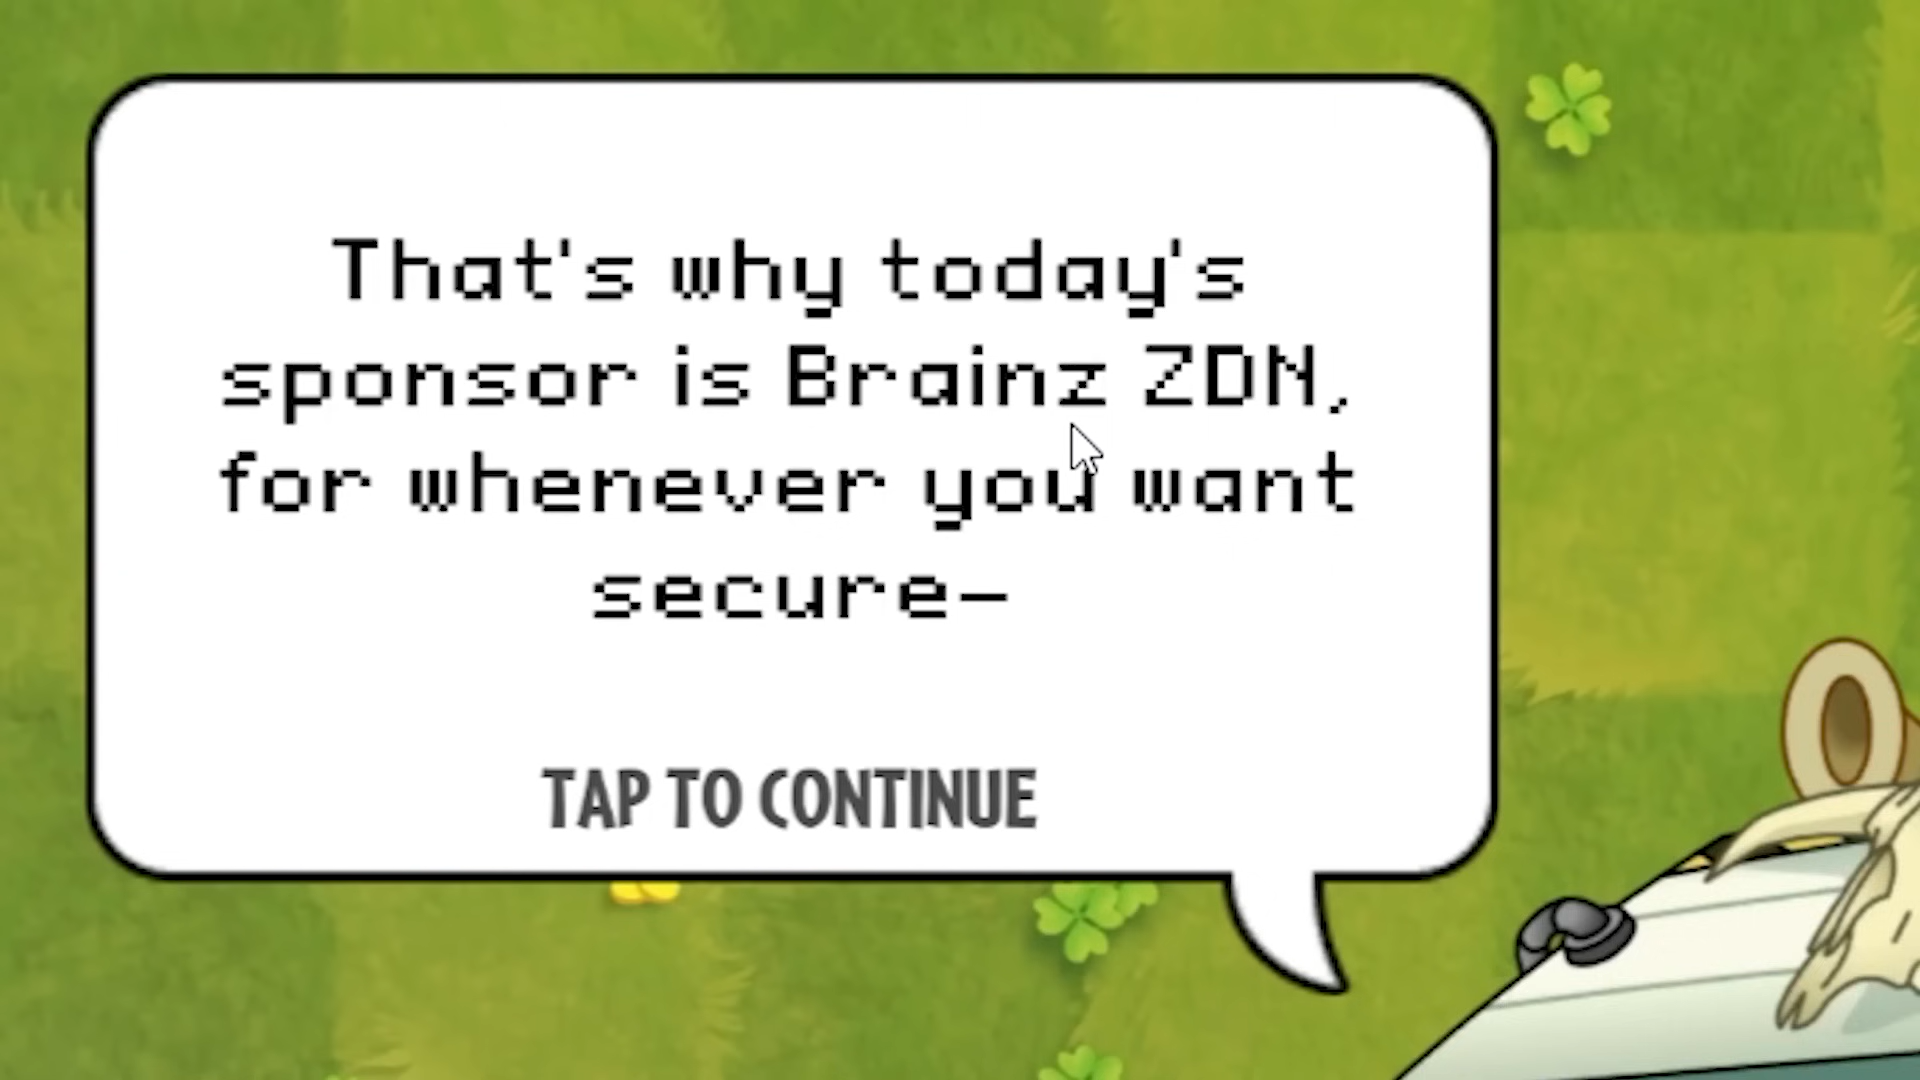 That's why today's
sponsor is Brainz ZDN,
for whenever you want
secure-
TAP TO CONTINUE